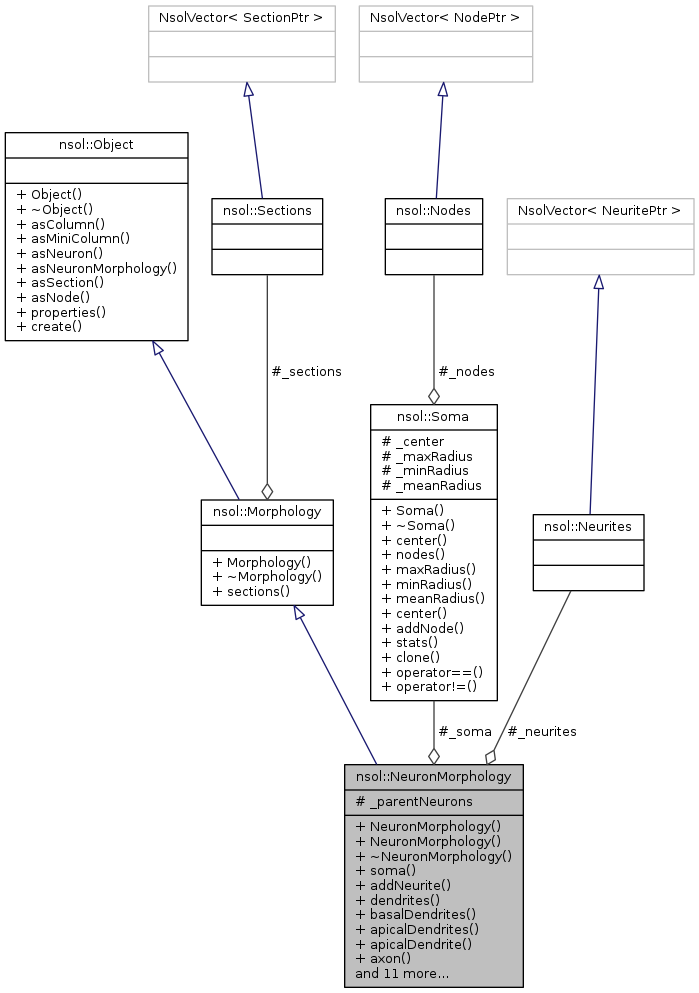 NsolVector< SectionPtr >
NsolVector< NodePtr >
nsol::Object
+ Object()
+ ~Object()
+ asColumn()
+ asMiniColumn()
+ asNeuron()
+ asNeuronMorphology()
+ asSection()
+ asNode()
+ properties()
+ create()
nsol::Sections
nsol::Nodes
NsolVector< NeuritePtr >
#_sections
#_nodes
nsol::Soma
# _center
# _maxRadius
# _minRadius
# _meanRadius
+ Soma()
+ ~Soma()
+ center()
+ nodes()
+ maxRadius()
+ minRadius()
+ meanRadius()
+ center()
+ addNode()
+ stats()
+ clone()
+ operator==()
+ operator!=()
nsol::Morphology
+ Morphology()
+ ~Morphology()
+ sections()
nsol::Neurites
#_soma
#_neurites
nsol::NeuronMorphology
# _parentNeurons
+ NeuronMorphology()
+ NeuronMorphology()
+ ~NeuronMorphology()
+ soma()
+ addNeurite()
+ dendrites()
+ basalDendrites()
+ apicalDendrites()
+ apicalDendrite()
+ axon()
and 11 more...